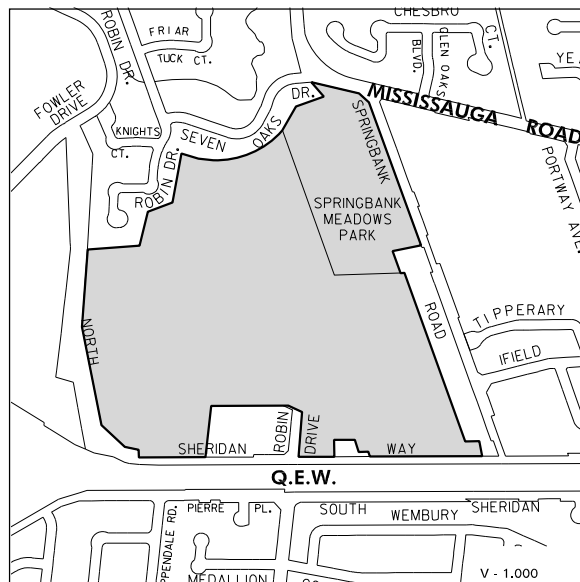 CHESBRO
CT.
ROBIN DR.
FRIAR
TUCK CT.
GLEN OAKS
BLVD.
YE.
FOWLER
DRIVE
DR.
MISSISSAUGA ROAD
KNIGHTS
CT.
SEVEN
OAKS
SPRINGBANK
PORTWAY AVE.
ROBIN DR.
SPRINGBANK
MEADOWS
PARK
NORTH
ROAD
TIPPERARY
IFIELD
SHERIDAN
ROBIN
DRIVE
WAY
Q.E.W.
PPENDALE RD.
PIERRE PL.
SOUTH
WEMBURY
SHERIDAN
MEDALLION
V - 1.000